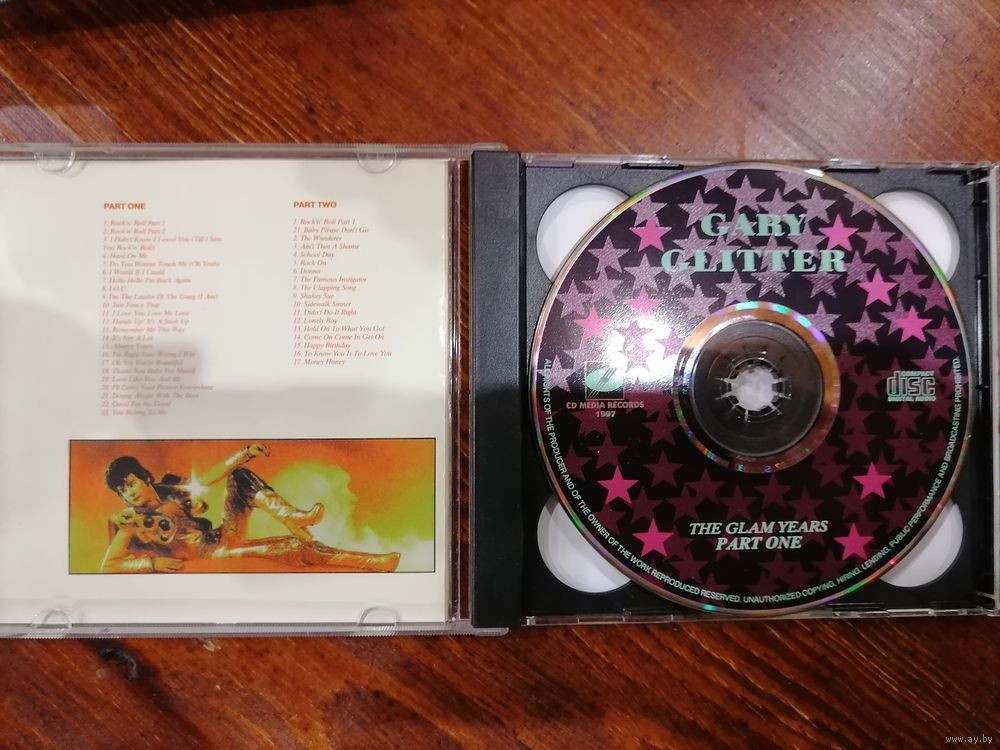 PART ONE
1. Rock'n' Roll Part 1
2. Rock'n' Roll Part 2
3. I Didn't Know I Loved You (Till I Saw
You Rock'n' Roll)
4. Hard On Me
5. Do You Wanna Touch Me (Oh Yeah)
6. I Would If I Could
7. Hello Hello I'm Back Again
8. I.O.U.
9. I'm The Leader Of The Gang (I Am)
10. Just Fancy That
11. I Love You Love Me Love
12. Hands Up! It's A Stick Up
13. Remember Me This Way
14. It's Not A Lot
15. Always Yours
16. I'm Right Your Wrong I Win
17. Oh Yes You're Beautiful
18. Thank You Baby For Myself
19. Love Like You And Me
20. I'll Carry Your Picture Everywhere
21. Doing Alright With The Boys
22. Good For No Good
23. You Belong To Me
PART TWO
1. Rock'n' Roll Part 1
21. Baby Please Don't Go
2. The Wanderer
3. Ain't That A Shame
4. School Day
5. Rock On
6. Donna
7. The Famous Instigator
8. The Clapping Song
9. Shakey Sue
10. Sidewalk Sinner
11. Didn't Do It Right
12. Lonely Boy
13. Hold On To What You Got
14. Come On Come In Get On
15. Happy Birthday
16. To Know You Is To Love You
17. Money Honey
GARY
GLITTER
CD MEDIA RECORDS
1997
COMPACT
disc
DIGITAL AUDIO
THE GLAM YEARS
PART ONE
ALL RIGHTS OF THE PRODUCER AND OF THE OWNER OF THE WORK REPRODUCED RESERVED. UNAUTHORIZED COPYING, HIRING, LENDING, PUBLIC PERFORMANCE AND BROADCASTING PROHIBITED.
www.ay.by